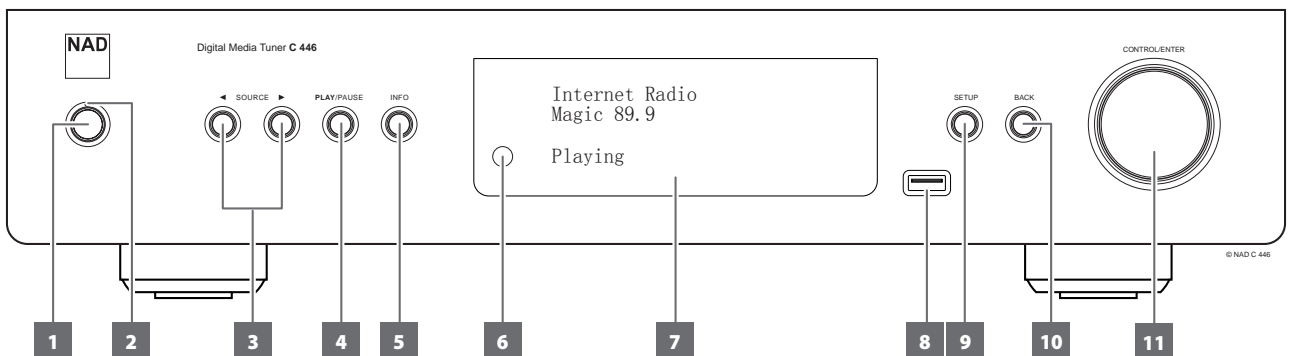 NAD
Digital Media Tuner C 446
CONTROL/ENTER
◄ SOURCE ►
PLAY/PAUSE
INFO
Internet Radio
Magic 89.9
Playing
SETUP
BACK
© NAD C 446
1 2 3 4 5 6 7 8 9 10 11